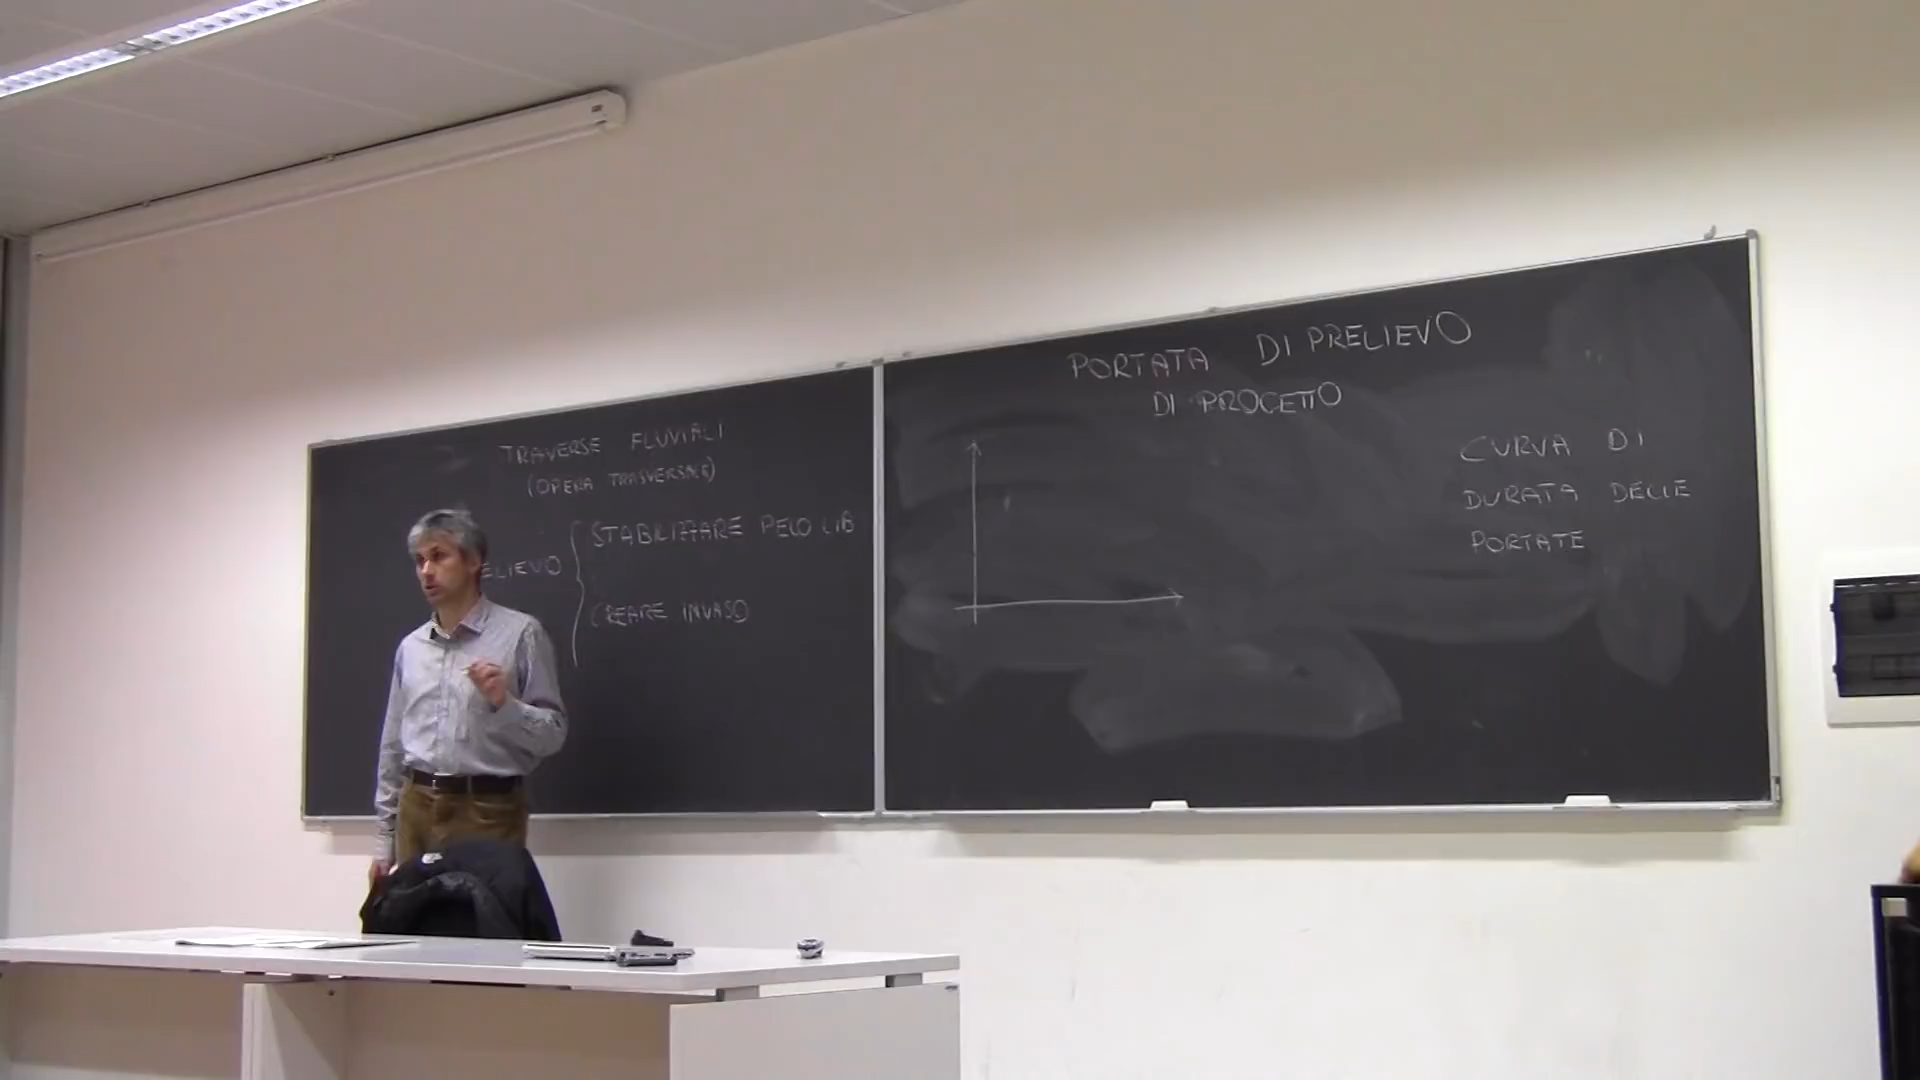 TRAVERSE FLUVIALI
(OPERA TRASVERSALE)
ELIEVO
STABILIZZARE PELO LIB
CREARE INVASO
PORTATA DI PRELIEVO
DI PROGETTO
CURVA DI
DURATA DELLE
PORTATE